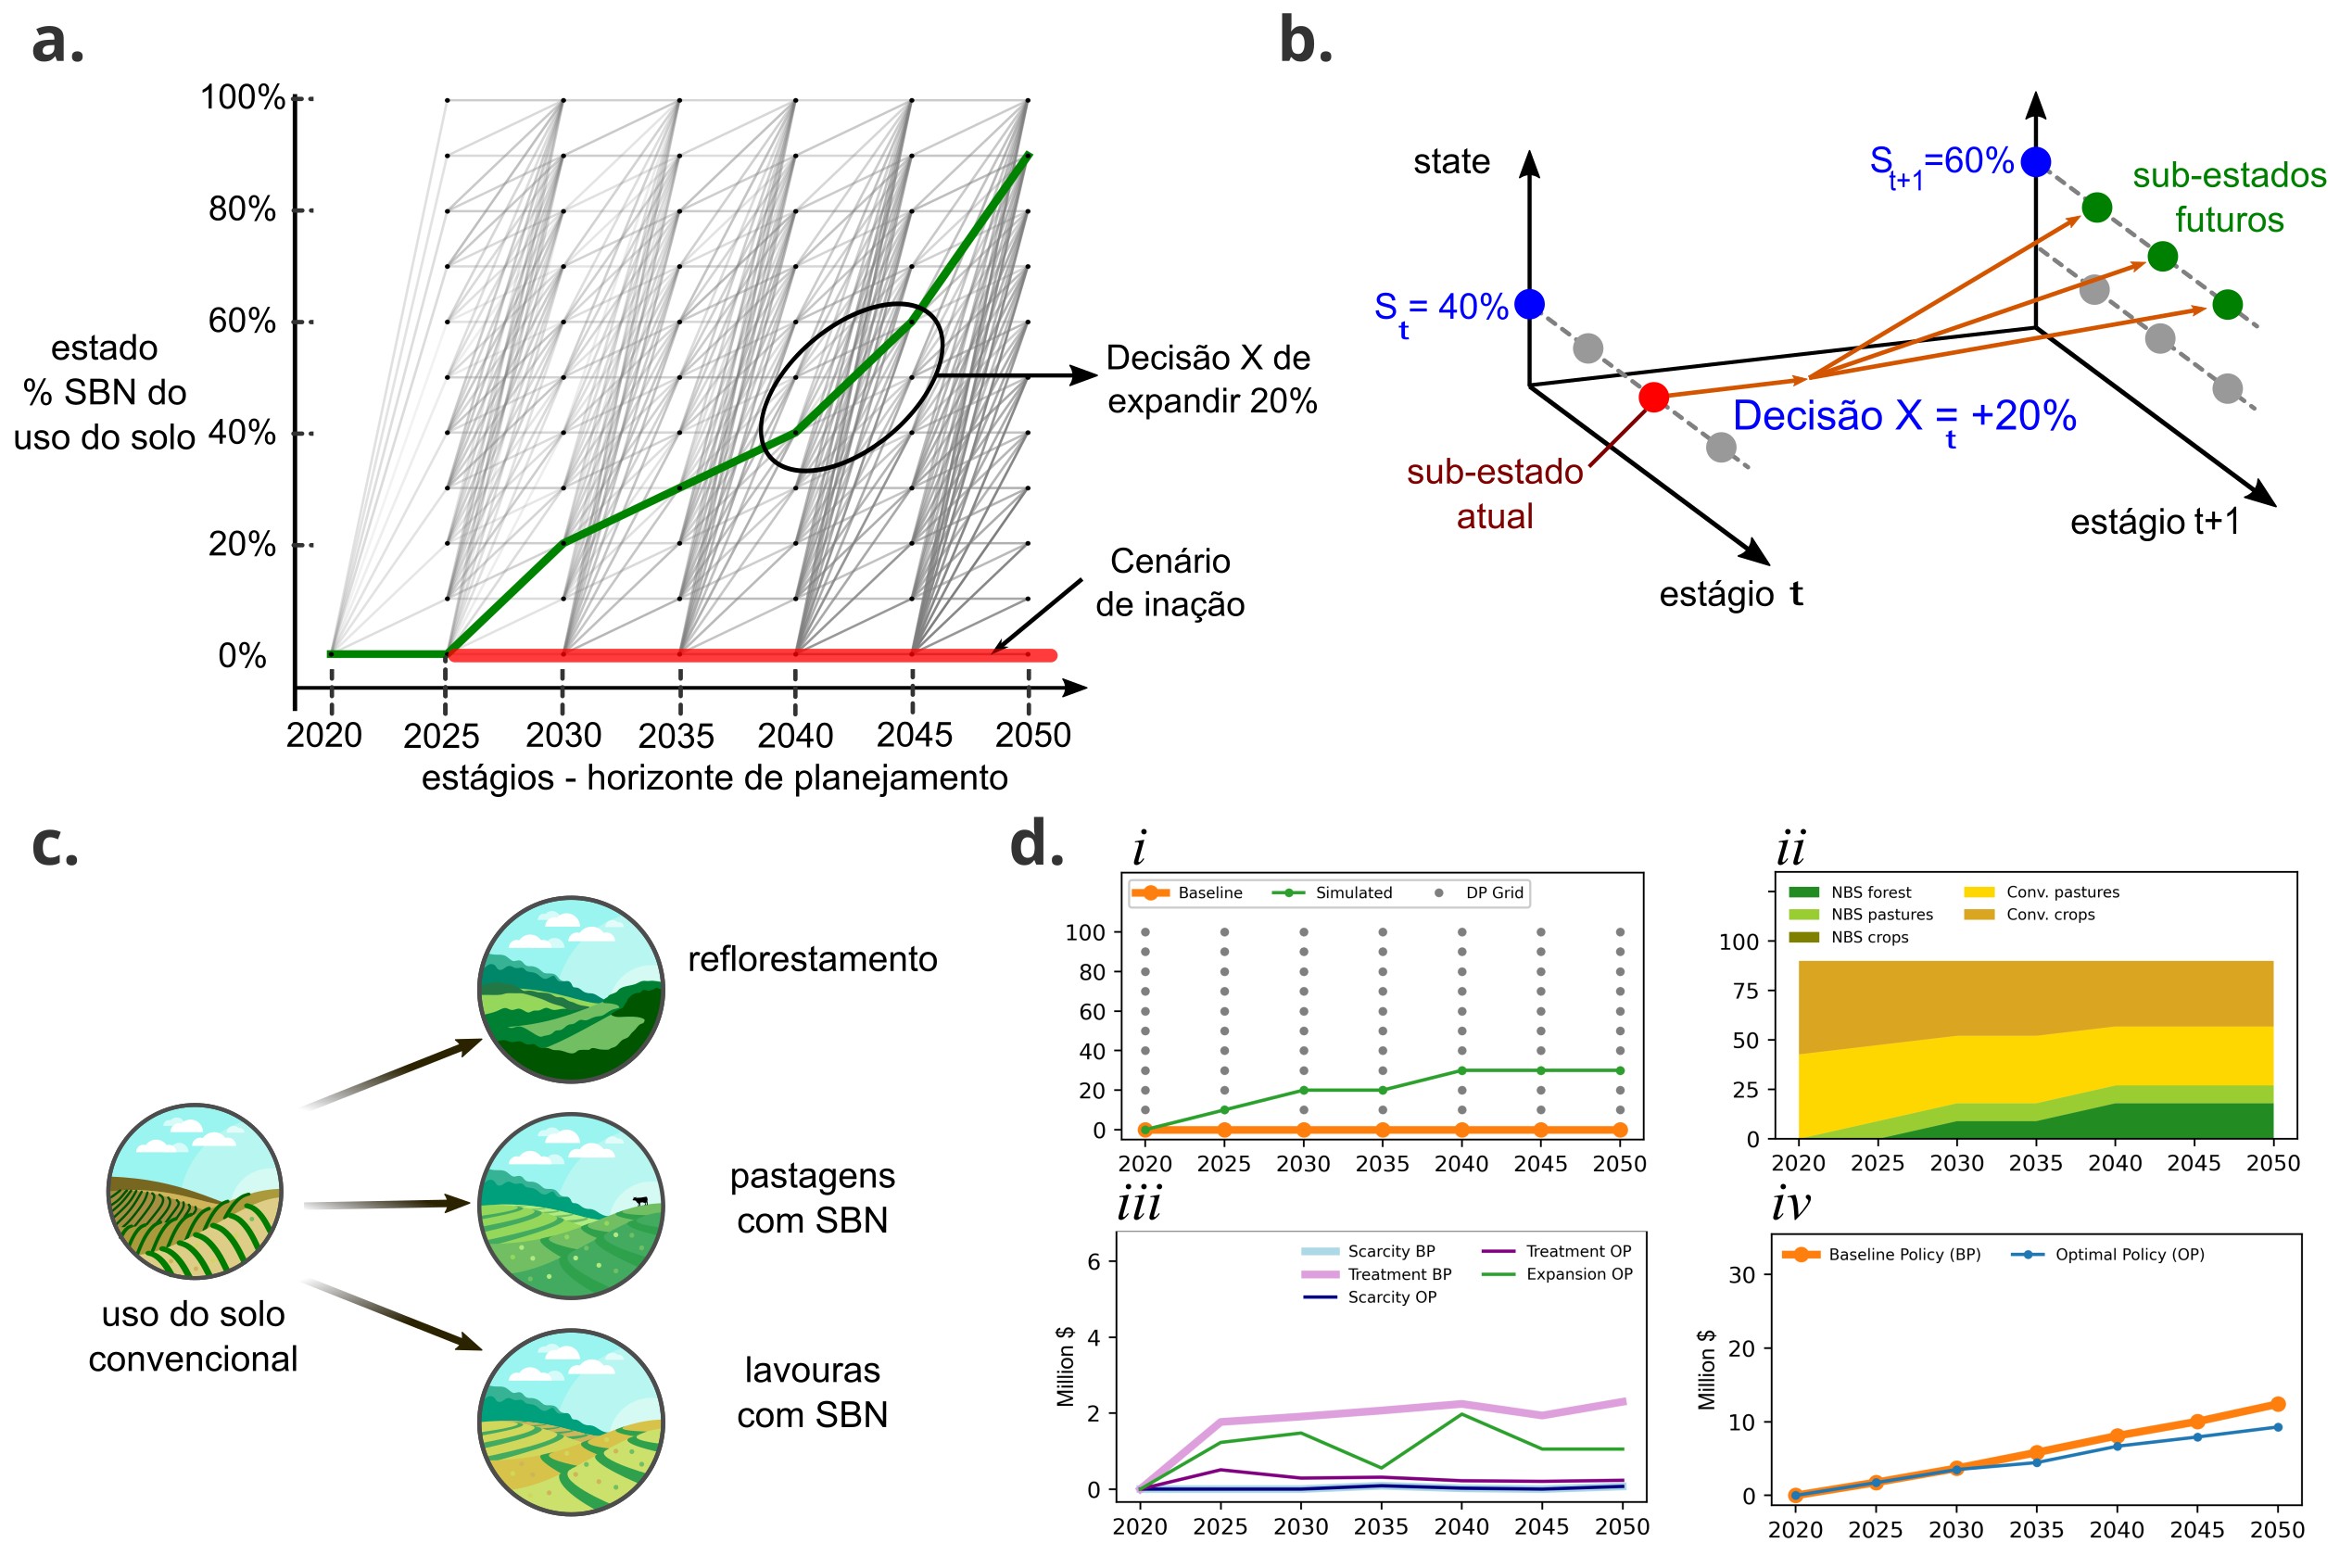 a.
100%
80%
60%
40%
20%
0%
estado
% SBN do
uso do solo
2020 2025 2030 2035 2040 2045 2050
estágios - horizonte de planejamento
Decisão X de
expandir 20%
Cenário
de inação
b.
state
S t = 40%
sub-estado
atual
estágio t
Decisão X t = +20%
S t+1 =60%
sub-estados
futuros
estágio t+1
c.
uso do solo
convencional
reflorestamento
pastagens
com SBN
lavouras
com SBN
d.
i
Baseline Simulated DP Grid
100
80
60
40
20
0
2020 2025 2030 2035 2040 2045 2050
ii
NBS forest Conv. pastures
NBS pastures Conv. crops
NBS crops
100
75
50
25
0
2020 2025 2030 2035 2040 2045 2050
iii
Scarcity BP Treatment OP
Treatment BP Expansion OP
Scarcity OP
Million $
6
4
2
0
2020 2025 2030 2035 2040 2045 2050
iv
Baseline Policy (BP) Optimal Policy (OP)
Million $
30
20
10
0
2020 2025 2030 2035 2040 2045 2050